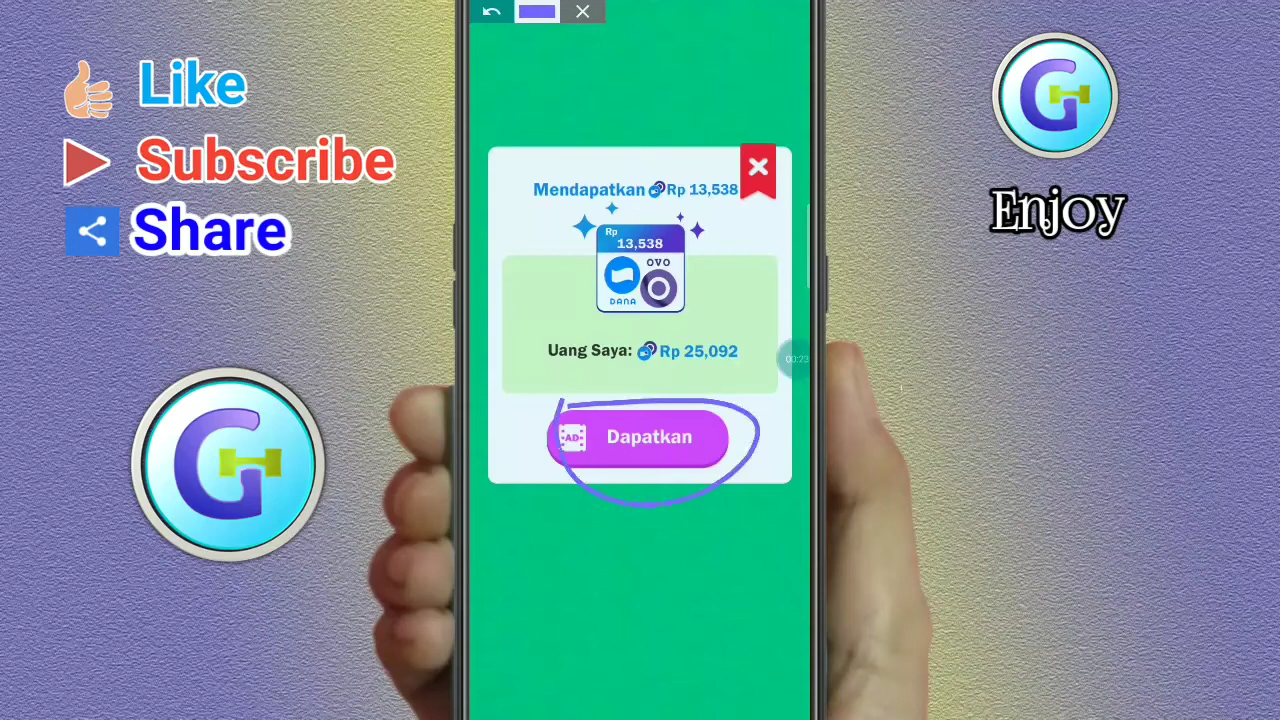 Like
Subscribe
Share
G
Enjoy
G
Mendapatkan Rp 13,538
Rp
13,538
OVO
DANA
Uang Saya: Rp 25,092
00:23
AD
Dapatkan